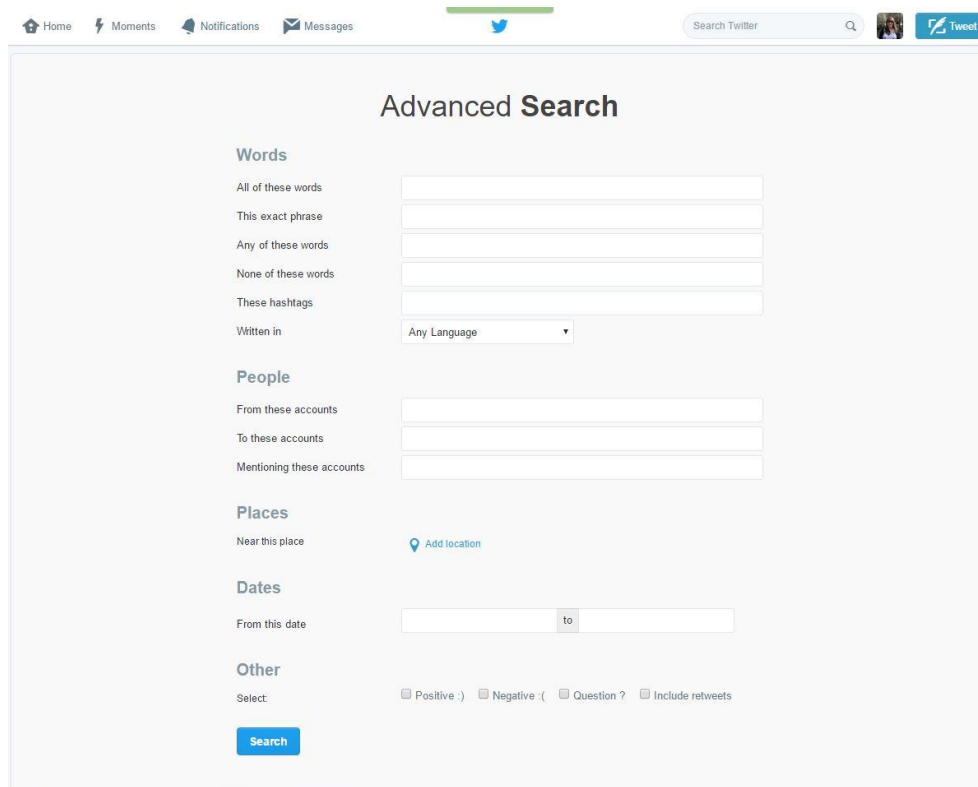 Home Moments Notifications Messages Search Twitter Tweet
Advanced Search
Words
All of these words
This exact phrase
Any of these words
None of these words
These hashtags
Written in Any Language
People
From these accounts
To these accounts
Mentioning these accounts
Places
Near this place Add location
Dates
From this date to
Other
Select: Positive :) Negative :( Question ? Include retweets
Search